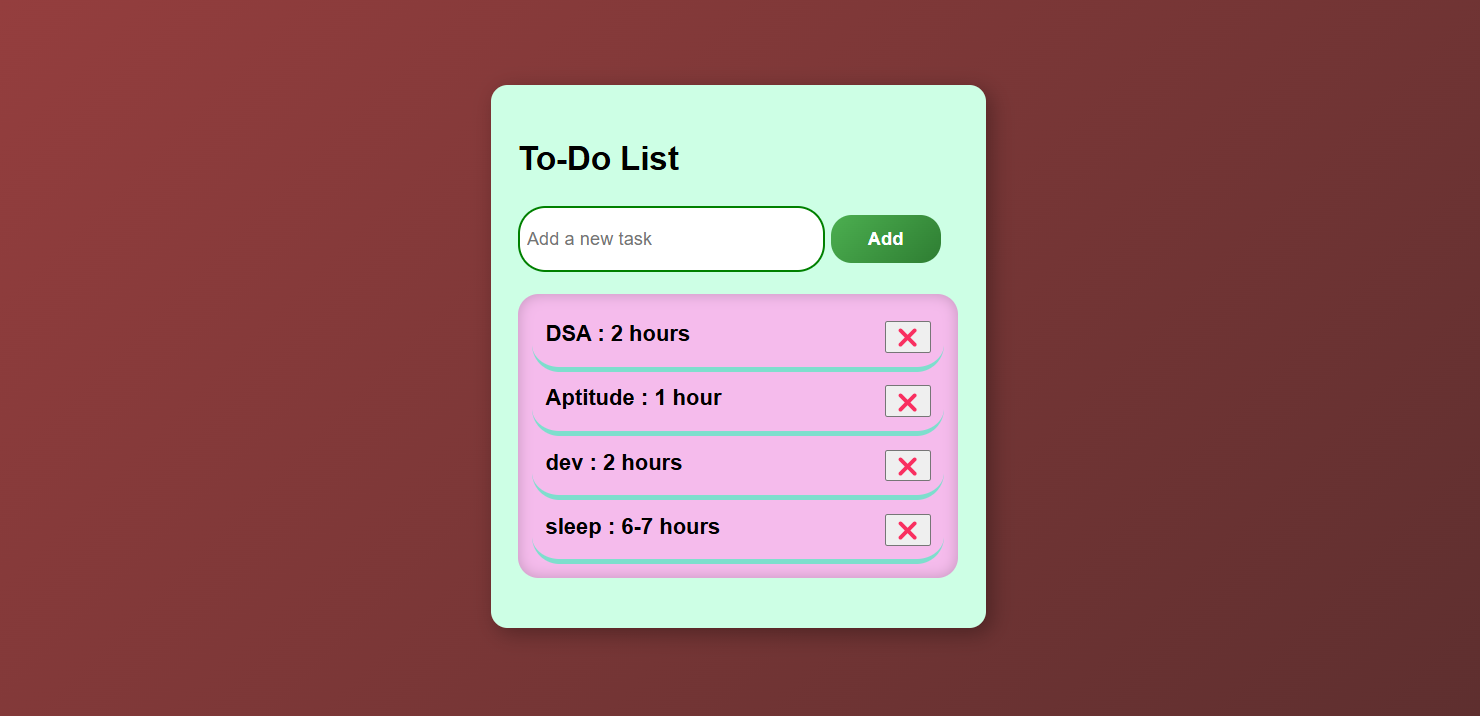 To-Do List
Add a new task
Add
DSA : 2 hours
Aptitude : 1 hour
dev : 2 hours
sleep : 6-7 hours